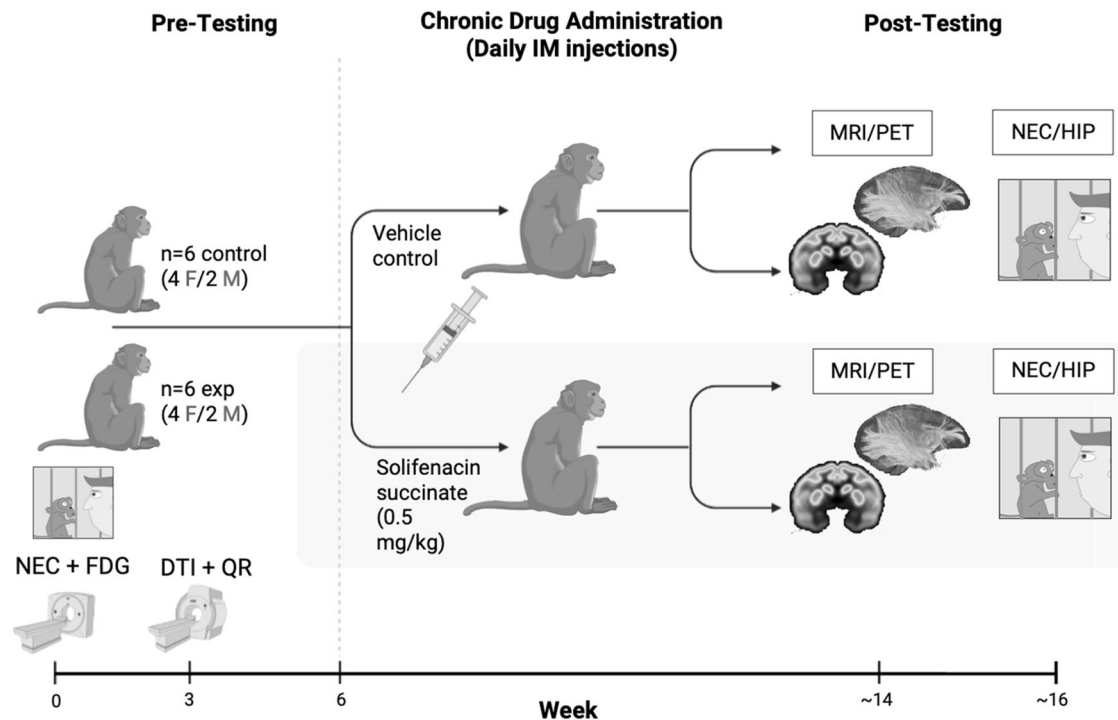 Pre-Testing
Chronic Drug Administration
(Daily IM injections)
Post-Testing
MRI/PET
NEC/HIP
n=6 control
(4 F/2 M)
Vehicle
control
n=6 exp
(4 F/2 M)
MRI/PET
NEC/HIP
Solifenacin
succinate
(0.5
mg/kg)
NEC + FDG
DTI + QR
0
3
6
Week
~14
~16